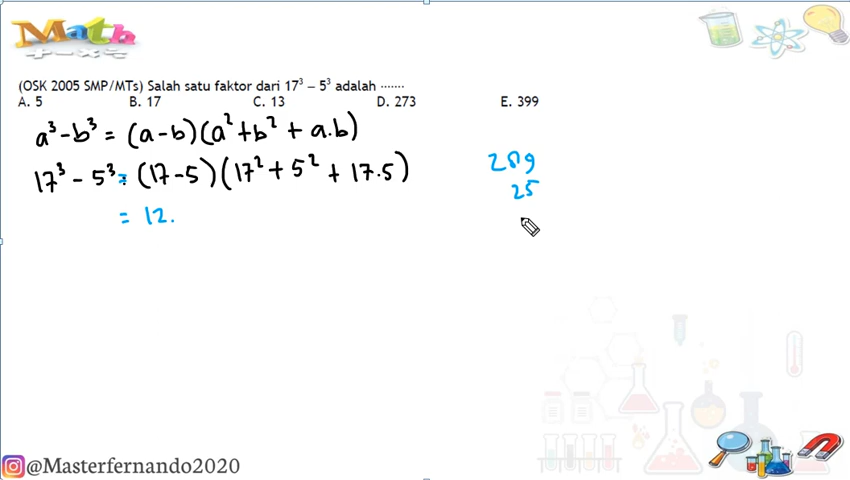 Math
(OSK 2005 SMP/MTs) Salah satu faktor dari 17³ – 5³ adalah .......
A. 5 B. 17 C. 13 D. 273 E. 399
a³ - b³ = (a-b)(a² + b² + a.b)
17³ - 5³ = (17-5)(17² + 5² + 17.5)
= 12.
289
25
@Masterfernando2020